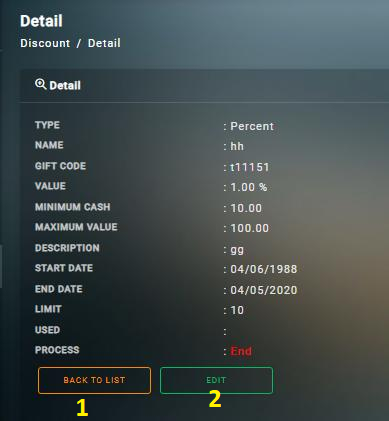 Detail
Discount / Detail
Detail
TYPE : Percent
NAME : hh
GIFT CODE : t11151
VALUE : 1.00 %
MINIMUM CASH : 10.00
MAXIMUM VALUE : 100.00
DESCRIPTION : gg
START DATE : 04/06/1988
END DATE : 04/05/2020
LIMIT : 10
USED :
PROCESS : End
BACK TO LIST EDIT
1 2